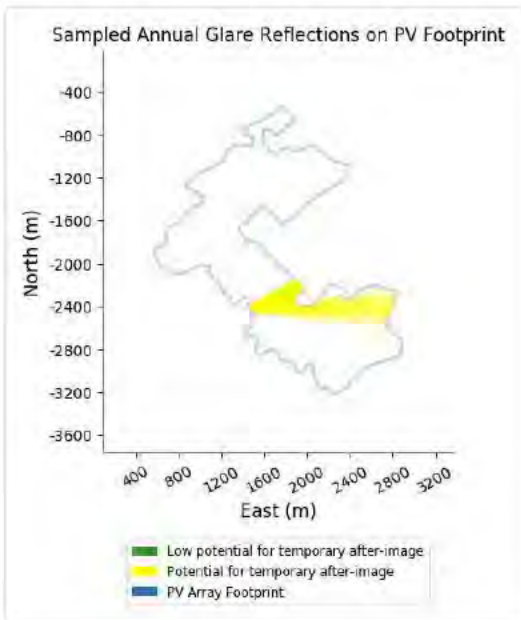 Sampled Annual Glare Reflections on PV Footprint
-400
-800
-1200
-1600
-2000
-2400
-2800
-3200
-3600
North (m)
400 800 1200 1600 2000 2400 2800 3200
East (m)
Low potential for temporary after-image
Potential for temporary after-image
PV Array Footprint